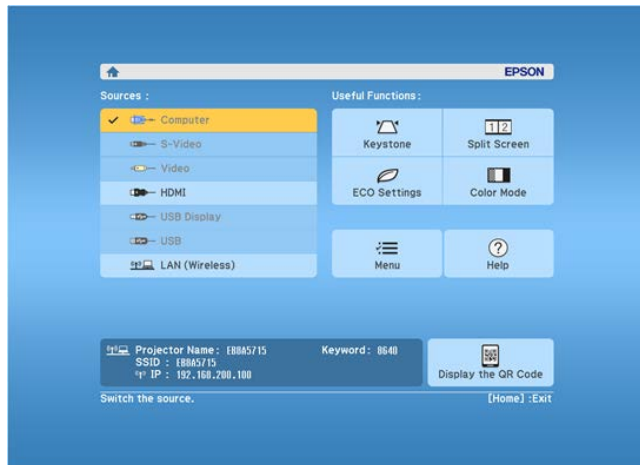 EPSON
Sources :
Computer
S-Video
Video
HDMI
USB Display
USB
LAN (Wireless)
Useful Functions :
Keystone
1 2
Split Screen
ECO Settings
Color Mode
Menu
?
Help
Projector Name : EB8A5715
SSID : EB8A5715
IP : 192.168.200.100
Keyword : 8640
Display the QR Code
Switch the source.
[Home] :Exit